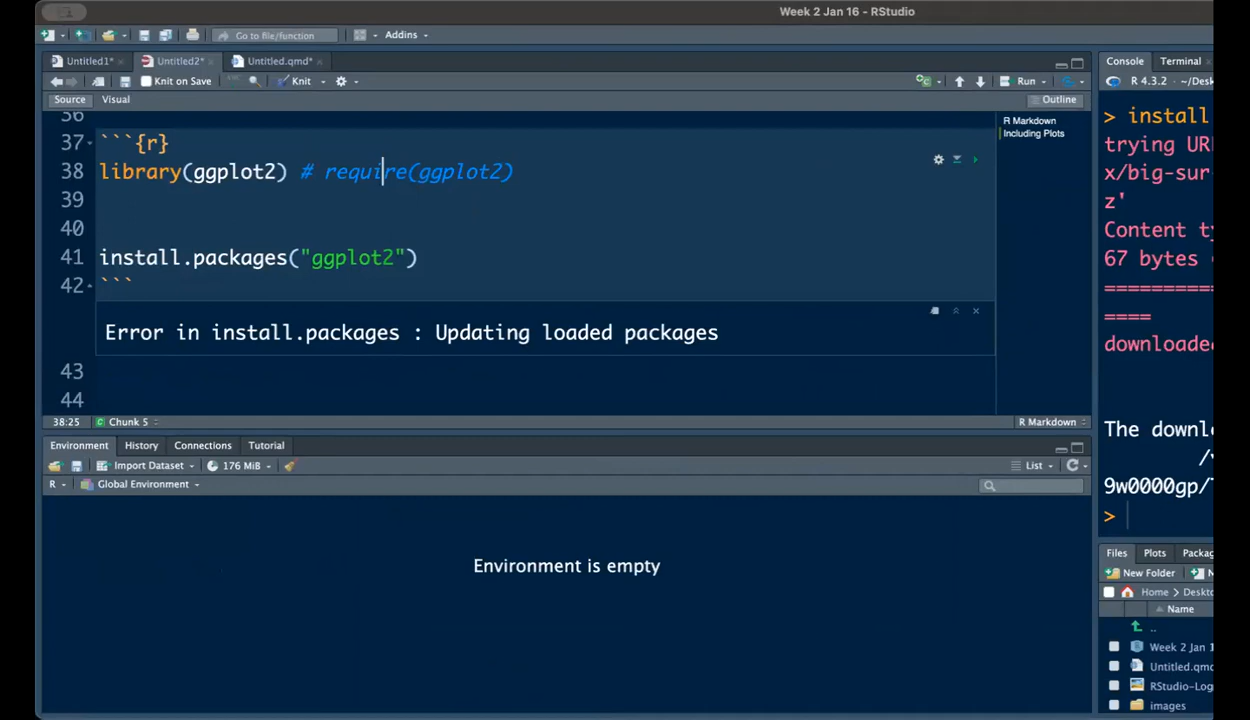 Week 2 Jan 16 - RStudio
Go to file/function
Addins
Untitled1*
Untitled2*
Untitled.qmd*
Knit on Save
Knit
Run
Source
Visual
Outline
36
37 ```{r}
38 library(ggplot2) # require(ggplot2)
39
40
41 install.packages("ggplot2")
42 ```
Error in install.packages : Updating loaded packages
43
44
38:25
Chunk 5
R Markdown
R Markdown
Including Plots
Environment
History
Connections
Tutorial
Import Dataset
176 MiB
List
R
Global Environment
Environment is empty
Console
Terminal
R 4.3.2 · ~/Desk
> install
trying URL
x/big-sur
z'
Content ty
67 bytes
============
====
downloaded
The downl
9w0000gp/
>
Files
Plots
Packag
New Folder
Home
Deskto
Name
..
Week 2 Jan 1
Untitled.qmd
RStudio-Log
images